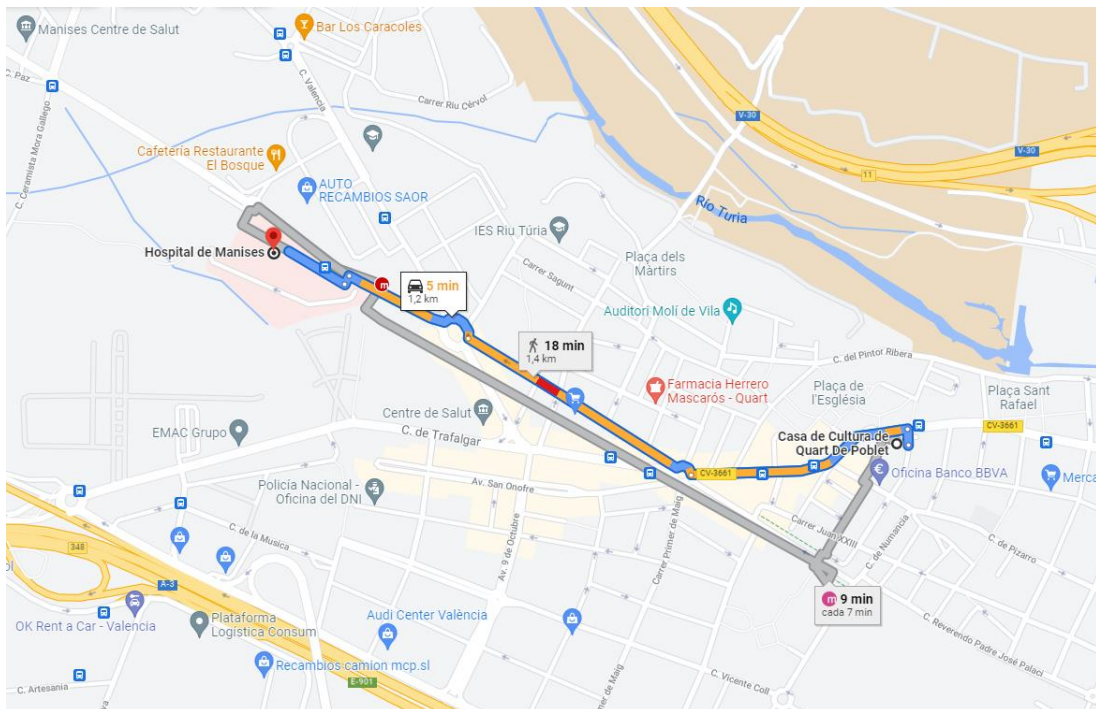 Manises Centre de Salut
Bar Los Caracoles
C. Paz
C. Valencia
Carrer Riu Cérvol
C. Ceramista Mora Gallego
Cafetería Restaurante
El Bosque
AUTO
RECAMBIOS SAOR
V-30
V-30
11
Río Turia
IES Riu Túria
Hospital de Manises
m
5 min
1,2 km
Carrer Sagunt
Plaça dels
Màrtirs
Auditori Molí de Vila
18 min
1,4 km
C. del Pintor Ribera
Farmacia Herrero
Mascarós - Quart
Plaça de
l'Església
Plaça Sant
Rafael
Centre de Salut
EMAC Grupo
C. de Trafalgar
Casa de Cultura de
Quart De Poblet
CV-3661
CV-3661
Oficina Banco BBVA
Merca
Policía Nacional -
Oficina del DNI
Av. San Onofre
Carrer Juan XXIII
C. de Numancia
C. de Pizarro
C. de la Musica
Av. 9 de Octubre
Carrer Primer de Maig
348
A-3
m 9 min
cada 7 min
OK Rent a Car - Valencia
Plataforma
Logística Consum
Audi Center València
Recambios camion mcp.sl
E-901
C. Reverendo Padre José Palaci
C. Vicente Coll
C. Artesania
imer de Maig